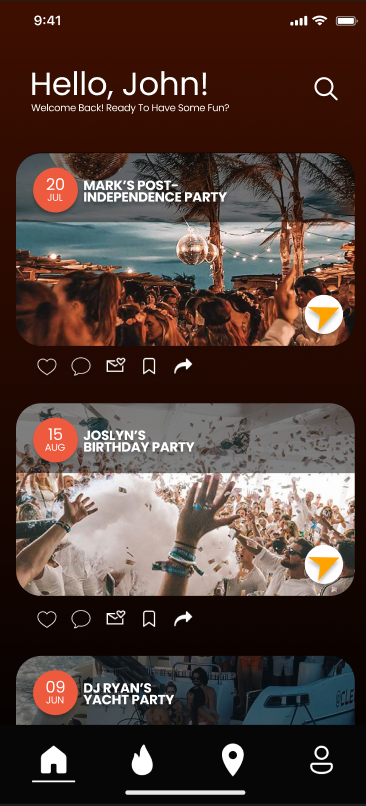 9:41
Hello, John!
Welcome Back! Ready To Have Some Fun?
20
JUL
MARK'S POST-
INDEPENDENCE PARTY
15
AUG
JOSLYN'S
BIRTHDAY PARTY
09
JUN
DJ RYAN'S
YACHT PARTY
@CLE